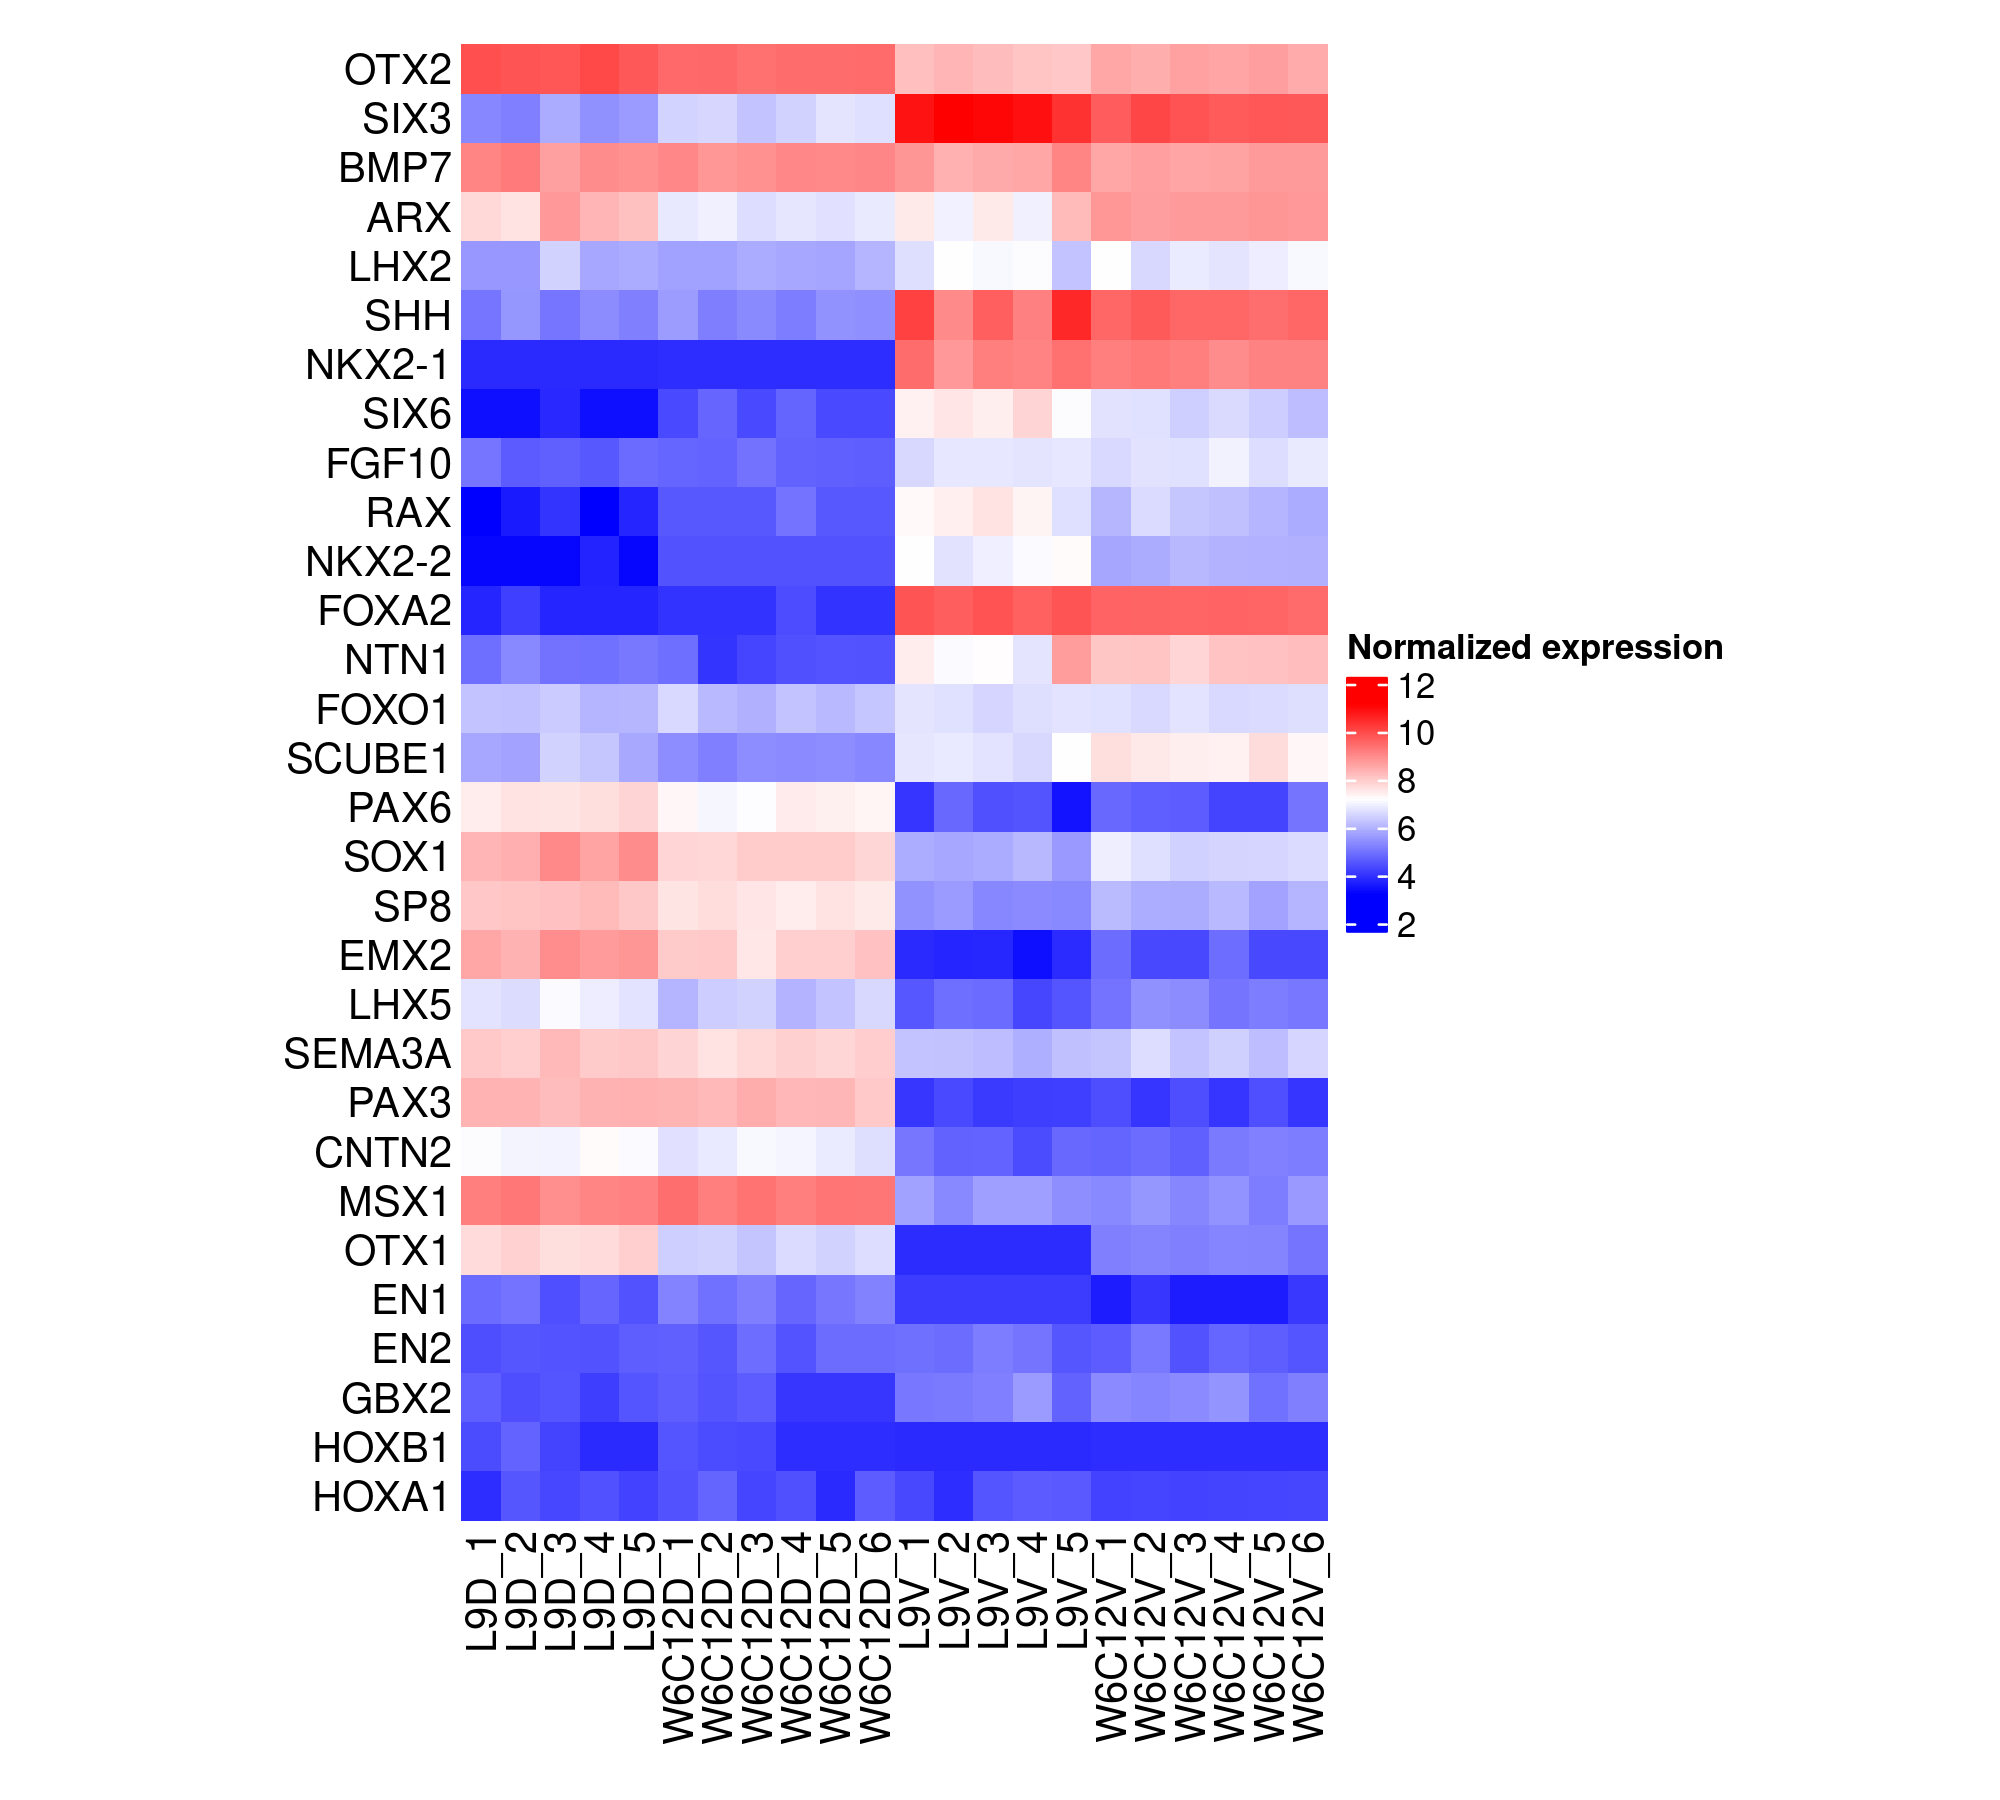 OTX2
SIX3
BMP7
ARX
LHX2
SHH
NKX2-1
SIX6
FGF10
RAX
NKX2-2
FOXA2
NTN1
FOXO1
SCUBE1
PAX6
SOX1
SP8
EMX2
LHX5
SEMA3A
PAX3
CNTN2
MSX1
OTX1
EN1
EN2
GBX2
HOXB1
HOXA1
L9D_1
L9D_2
L9D_3
L9D_4
L9D_5
W6C12D_1
W6C12D_2
W6C12D_3
W6C12D_4
W6C12D_5
W6C12D_6
L9V_1
L9V_2
L9V_3
L9V_4
L9V_5
W6C12V_1
W6C12V_2
W6C12V_3
W6C12V_4
W6C12V_5
W6C12V_6
Normalized expression
12
10
8
6
4
2